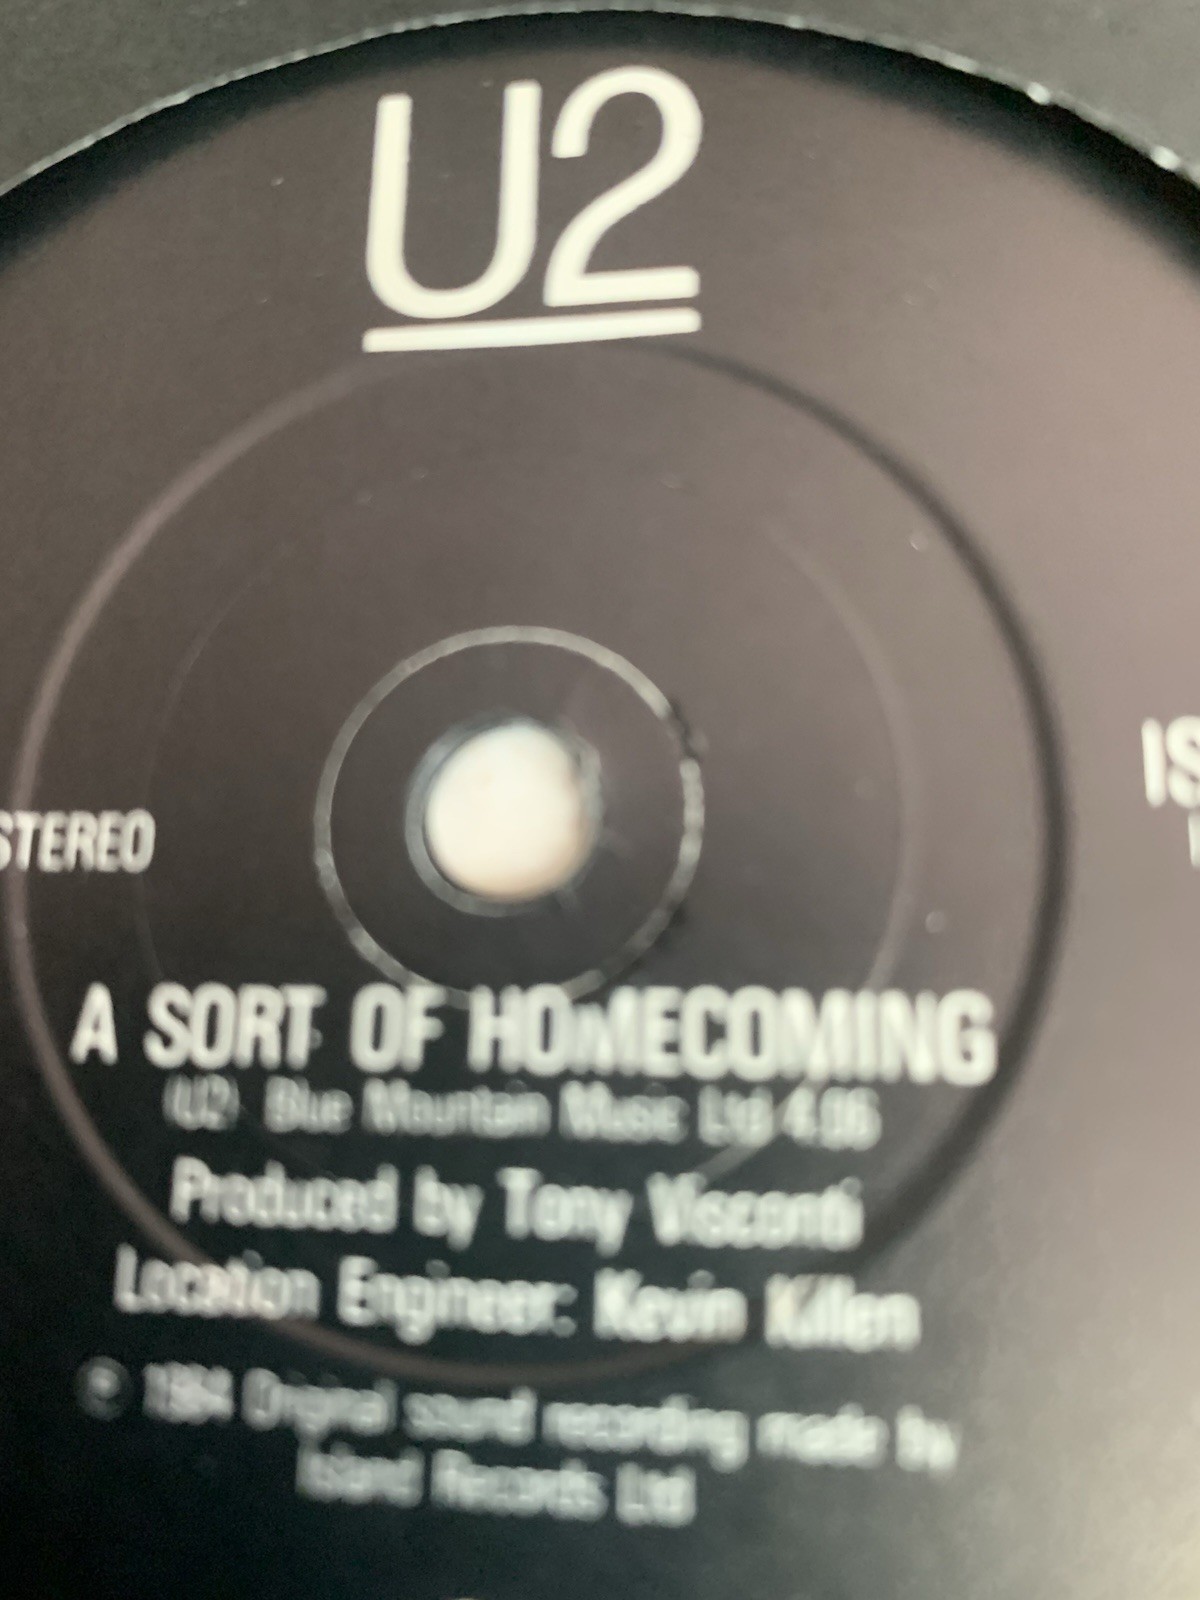 U2
STEREO
IS
A SORT OF HOMECOMING
(U2) Blue Mountain Music Ltd 4.06
Produced by Tony Visconti
Location Engineer: Kevin Killen
℗ 1984 Original sound recording made by
Island Records Ltd